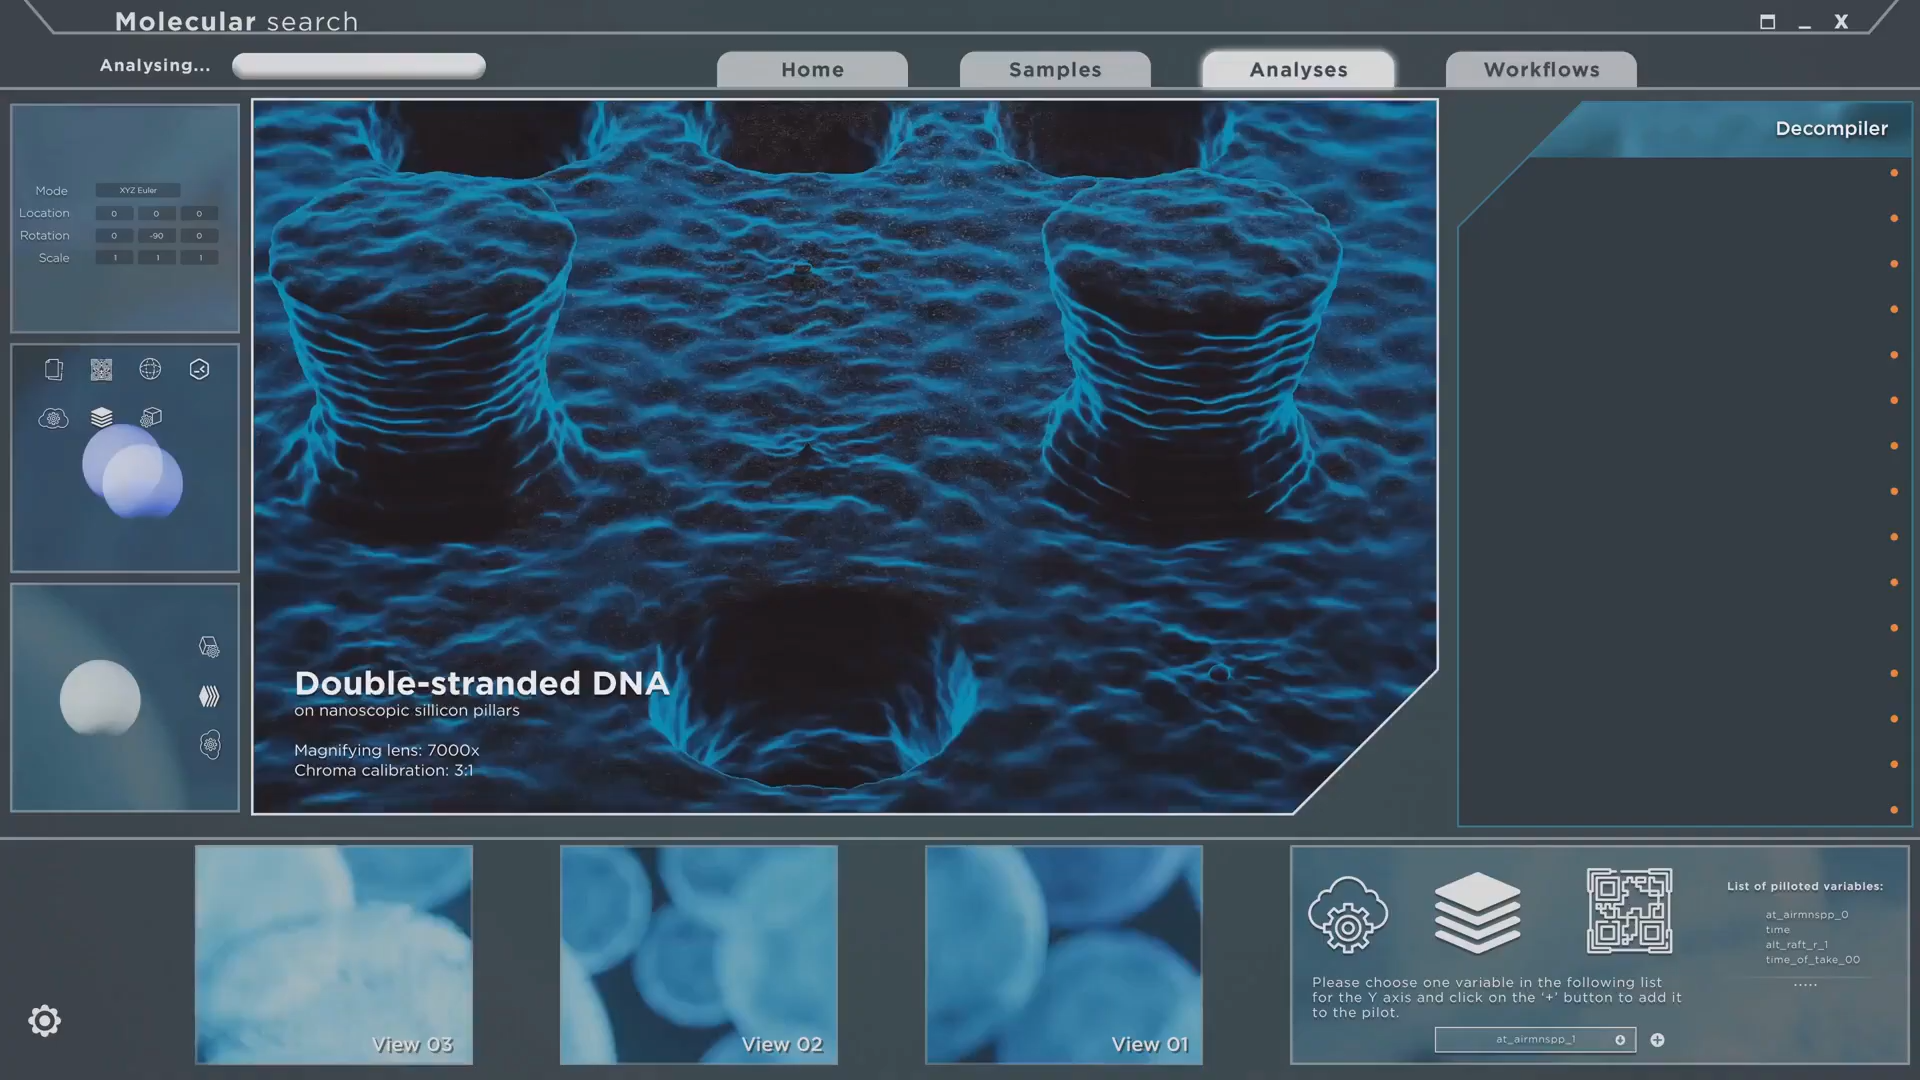 Molecular search
X
Analysing...
Home
Samples
Analyses
Workflows
Decompiler
Mode XYZ Euler
Location 0 0 0
Rotation 0 -90 0
Scale 1 1 1
Double-stranded DNA
on nanoscopic sillicon pillars
Magnifying lens: 7000x
Chroma calibration: 3:1
View 03
View 02
View 01
List of pilloted variables:
at_airmnspp_0
time
alt_raft_r_1
time_of_take_00
.....
Please choose one variable in the following list
for the Y axis and click on the '+' button to add it
to the pilot.
at_airmnspp_1